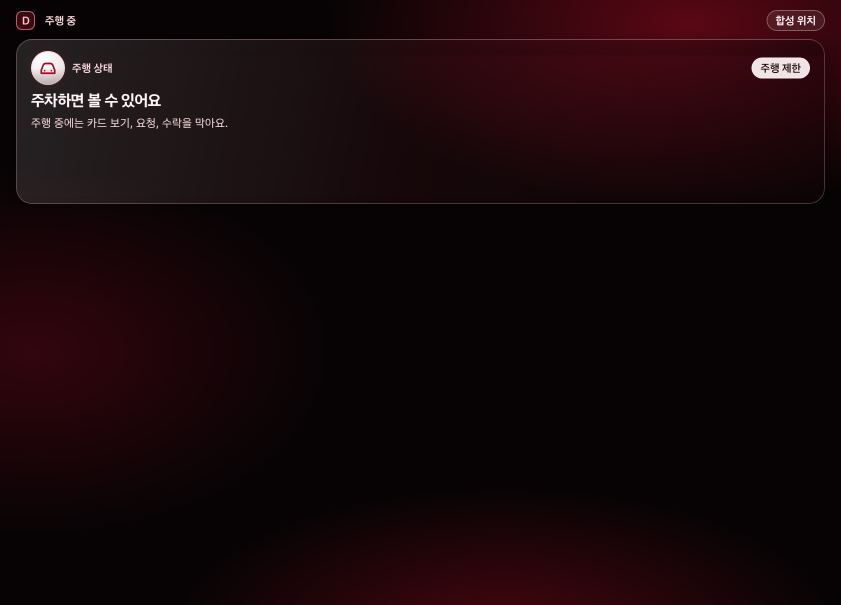 D 주행 중
합성 위치
주행 상태
주행 제한
주차하면 볼 수 있어요
주행 중에는 카드 보기, 요청, 수락을 막아요.